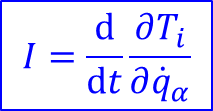 I = d/dt ∂T_i/∂q̇_α